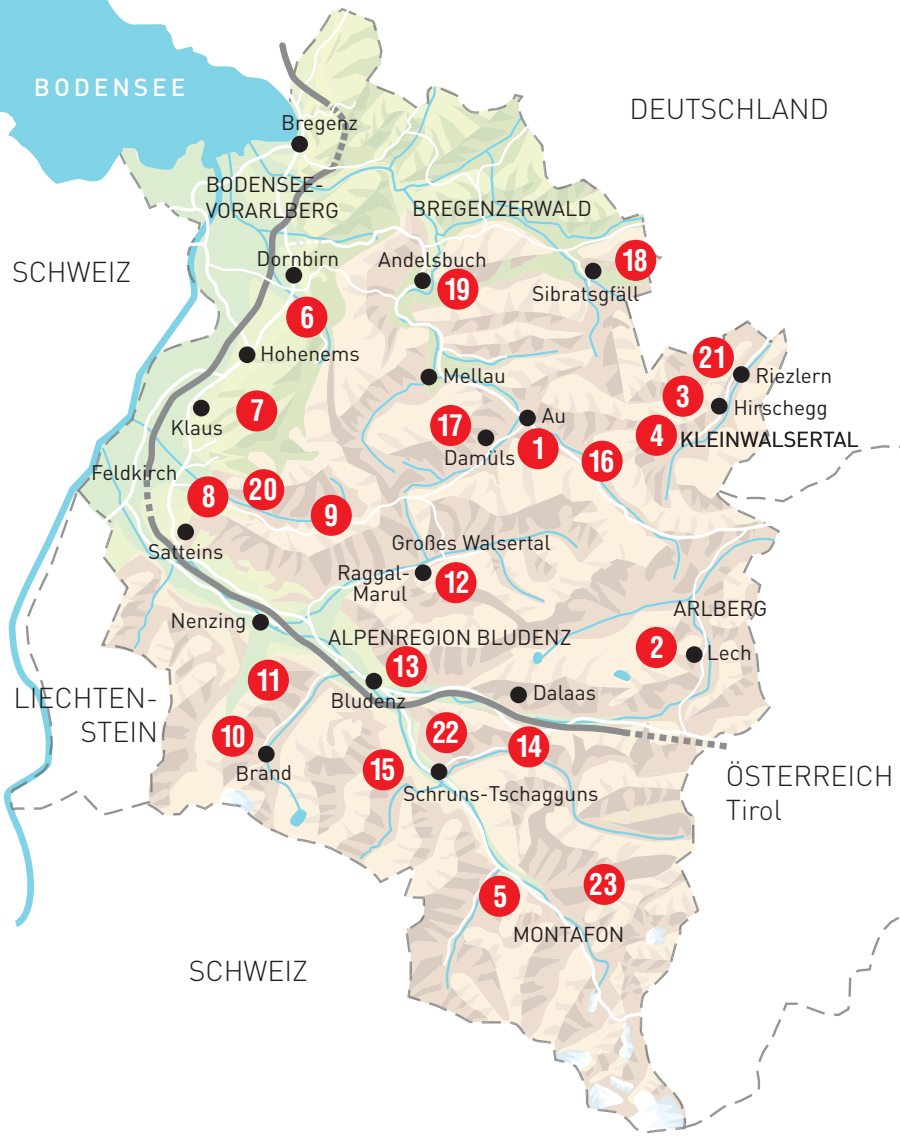 BODENSEE
DEUTSCHLAND
Bregenz
BODENSEE-
VORARLBERG
BREGENZERWALD
SCHWEIZ
Dornbirn
Andelsbuch
18
19
Sibratsgfäll
6
Hohenems
21
Mellau
Riezlern
3
Hirschegg
7
Klaus
17
Au
Damüls
1
4
KLEINWALSERTAL
16
Feldkirch
8
20
9
Satteins
Großes Walsertal
Raggal-
Marul
12
ARLBERG
Nenzing
ALPENREGION BLUDENZ
2
Lech
13
11
Bludenz
Dalaas
LIECHTEN-
STEIN
10
22
14
Brand
15
Schruns-Tschagguns
ÖSTERREICH
Tirol
5
23
MONTAFON
SCHWEIZ